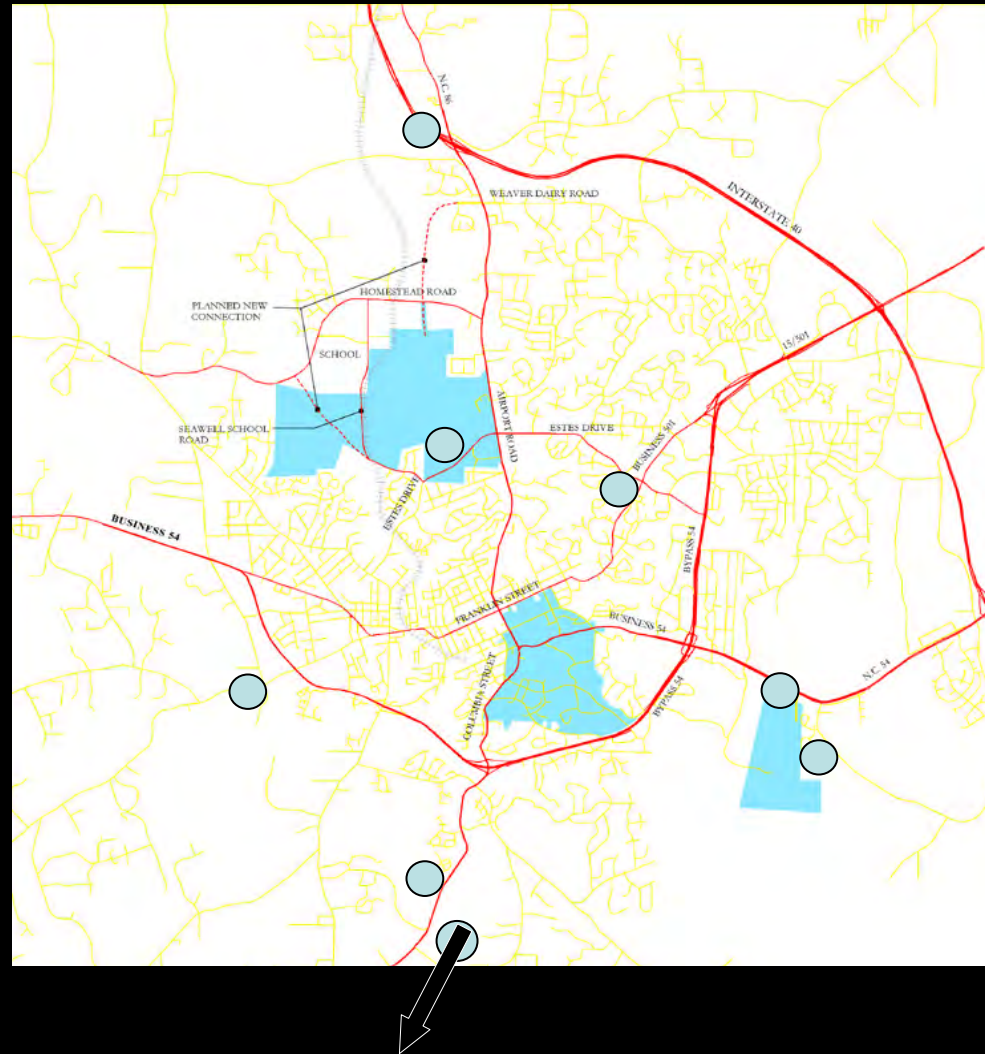 N.C. 86
WEAVER DAIRY ROAD
INTERSTATE 40
HOMESTEAD ROAD
PLANNED NEW
CONNECTION
15/501
SCHOOL
AIRPORT ROAD
SEAWELL SCHOOL
ROAD
ESTES DRIVE
BUSINESS 501
ESTES DRIVE
BUSINESS 54
BYPASS 54
FRANKLIN STREET
BUSINESS 54
COLUMBIA STREET
BYPASS 54
N.C. 54